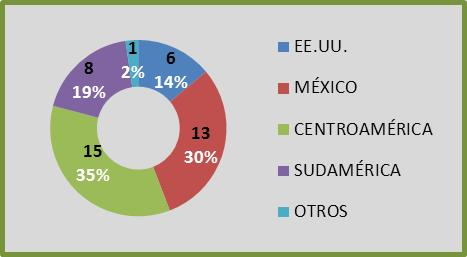 1
2%
6
14%
8
19%
13
30%
15
35%
EE.UU.
MÉXICO
CENTROAMÉRICA
SUDAMÉRICA
OTROS